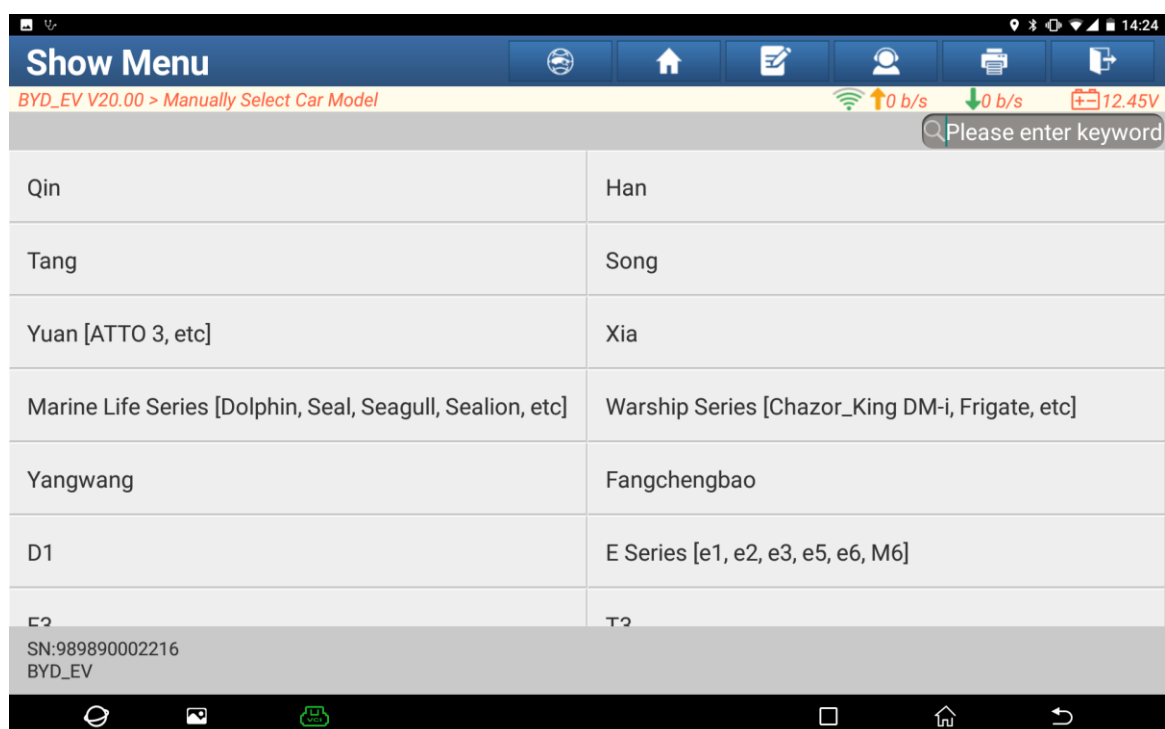 14:24
Show Menu
BYD_EV V20.00 > Manually Select Car Model
0 b/s
0 b/s
12.45V
Please enter keyword
Qin
Han
Tang
Song
Yuan [ATTO 3, etc]
Xia
Marine Life Series [Dolphin, Seal, Seagull, Sealion, etc]
Warship Series [Chazor_King DM-i, Frigate, etc]
Yangwang
Fangchengbao
D1
E Series [e1, e2, e3, e5, e6, M6]
T3
SN:989890002216
BYD_EV
VCI